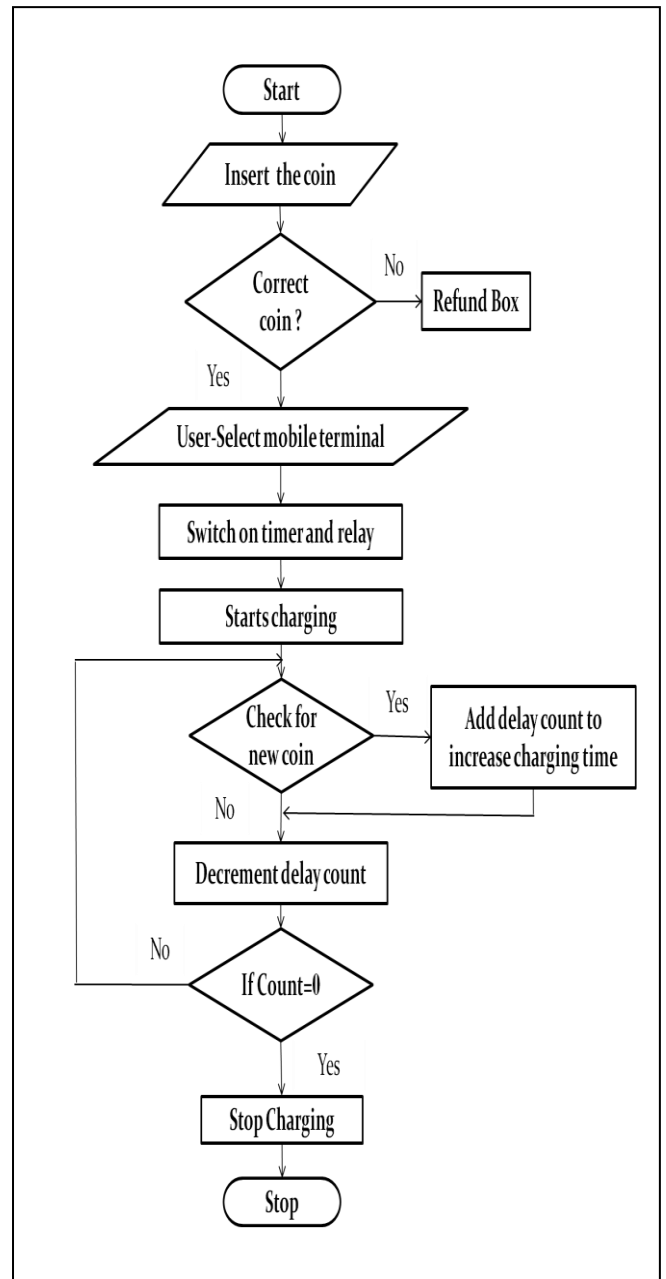 Start
Insert the coin
Correct
coin ?
No
Refund Box
Yes
User-Select mobile terminal
Switch on timer and relay
Starts charging
Check for
new coin
Yes
Add delay count to
increase charging time
No
Decrement delay count
No
If Count=0
Yes
Stop Charging
Stop